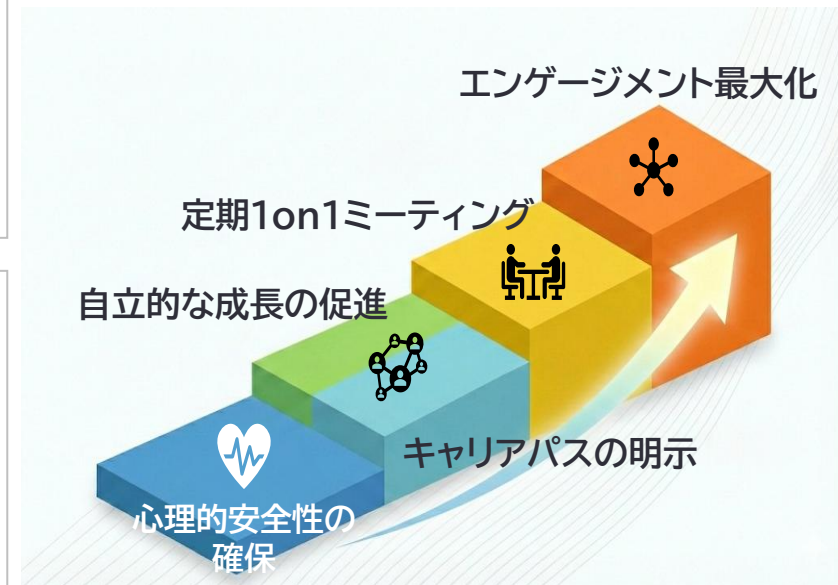 エンゲージメント最大化
定期1on1ミーティング
自立的な成長の促進
キャリアパスの明示
心理的安全性の
確保